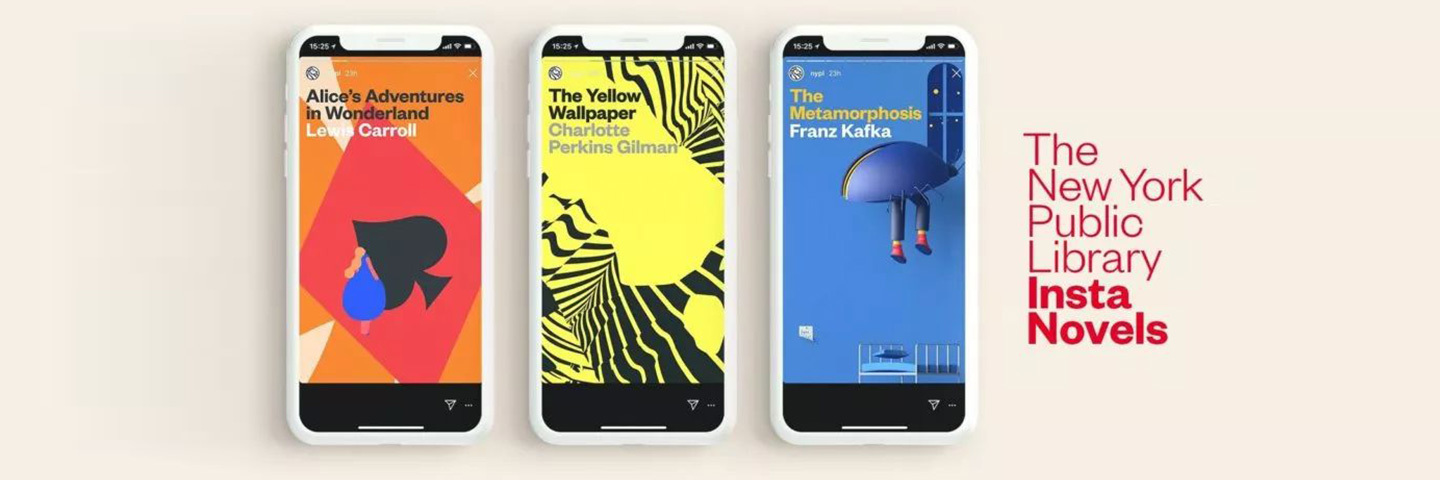 15:25
nypl 23h
Alice's Adventures
in Wonderland
Lewis Carroll
15:25
23h
The Yellow
Wallpaper
Charlotte
Perkins Gilman
15:25
nypl 23h
The
Metamorphosis
Franz Kafka
The
New York
Public
Library
Insta
Novels